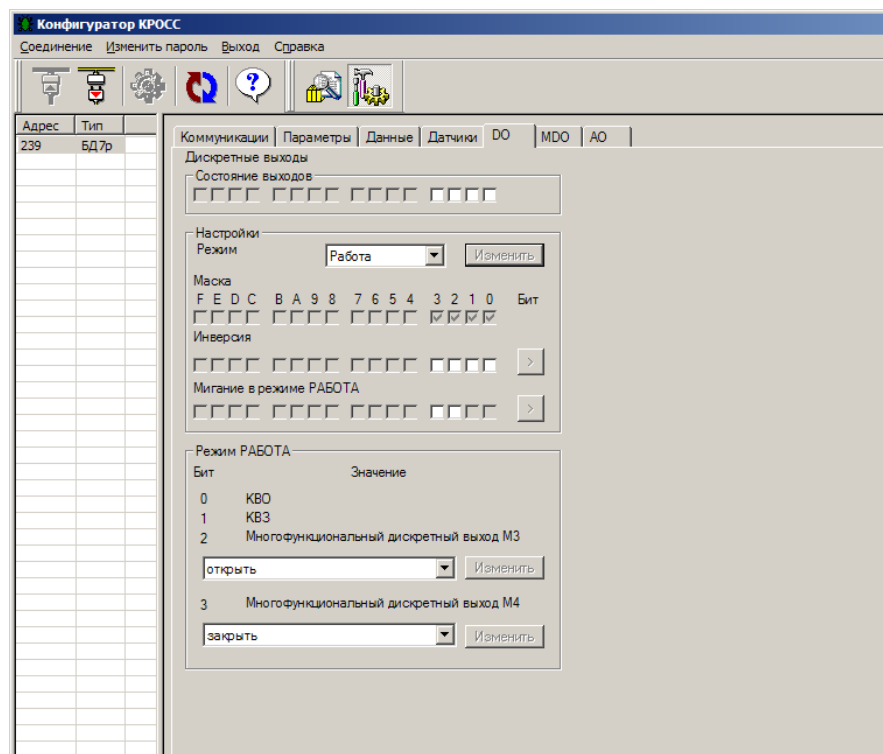 Конфигуратор КРОСС
Соединение Изменить пароль Выход Справка
Адрес Тип
239 БД7р
Коммуникации Параметры Данные Датчики DO MDO AO
Дискретные выходы
Состояние выходов
Настройки
Режим Работа Изменить
Маска
F E D C B A 9 8 7 6 5 4 3 2 1 0 Бит
Инверсия
>
Мигание в режиме РАБОТА
>
Режим РАБОТА
Бит Значение
0 КВО
1 КВЗ
2 Многофункциональный дискретный выход М3
открыть Изменить
3 Многофункциональный дискретный выход М4
закрыть Изменить